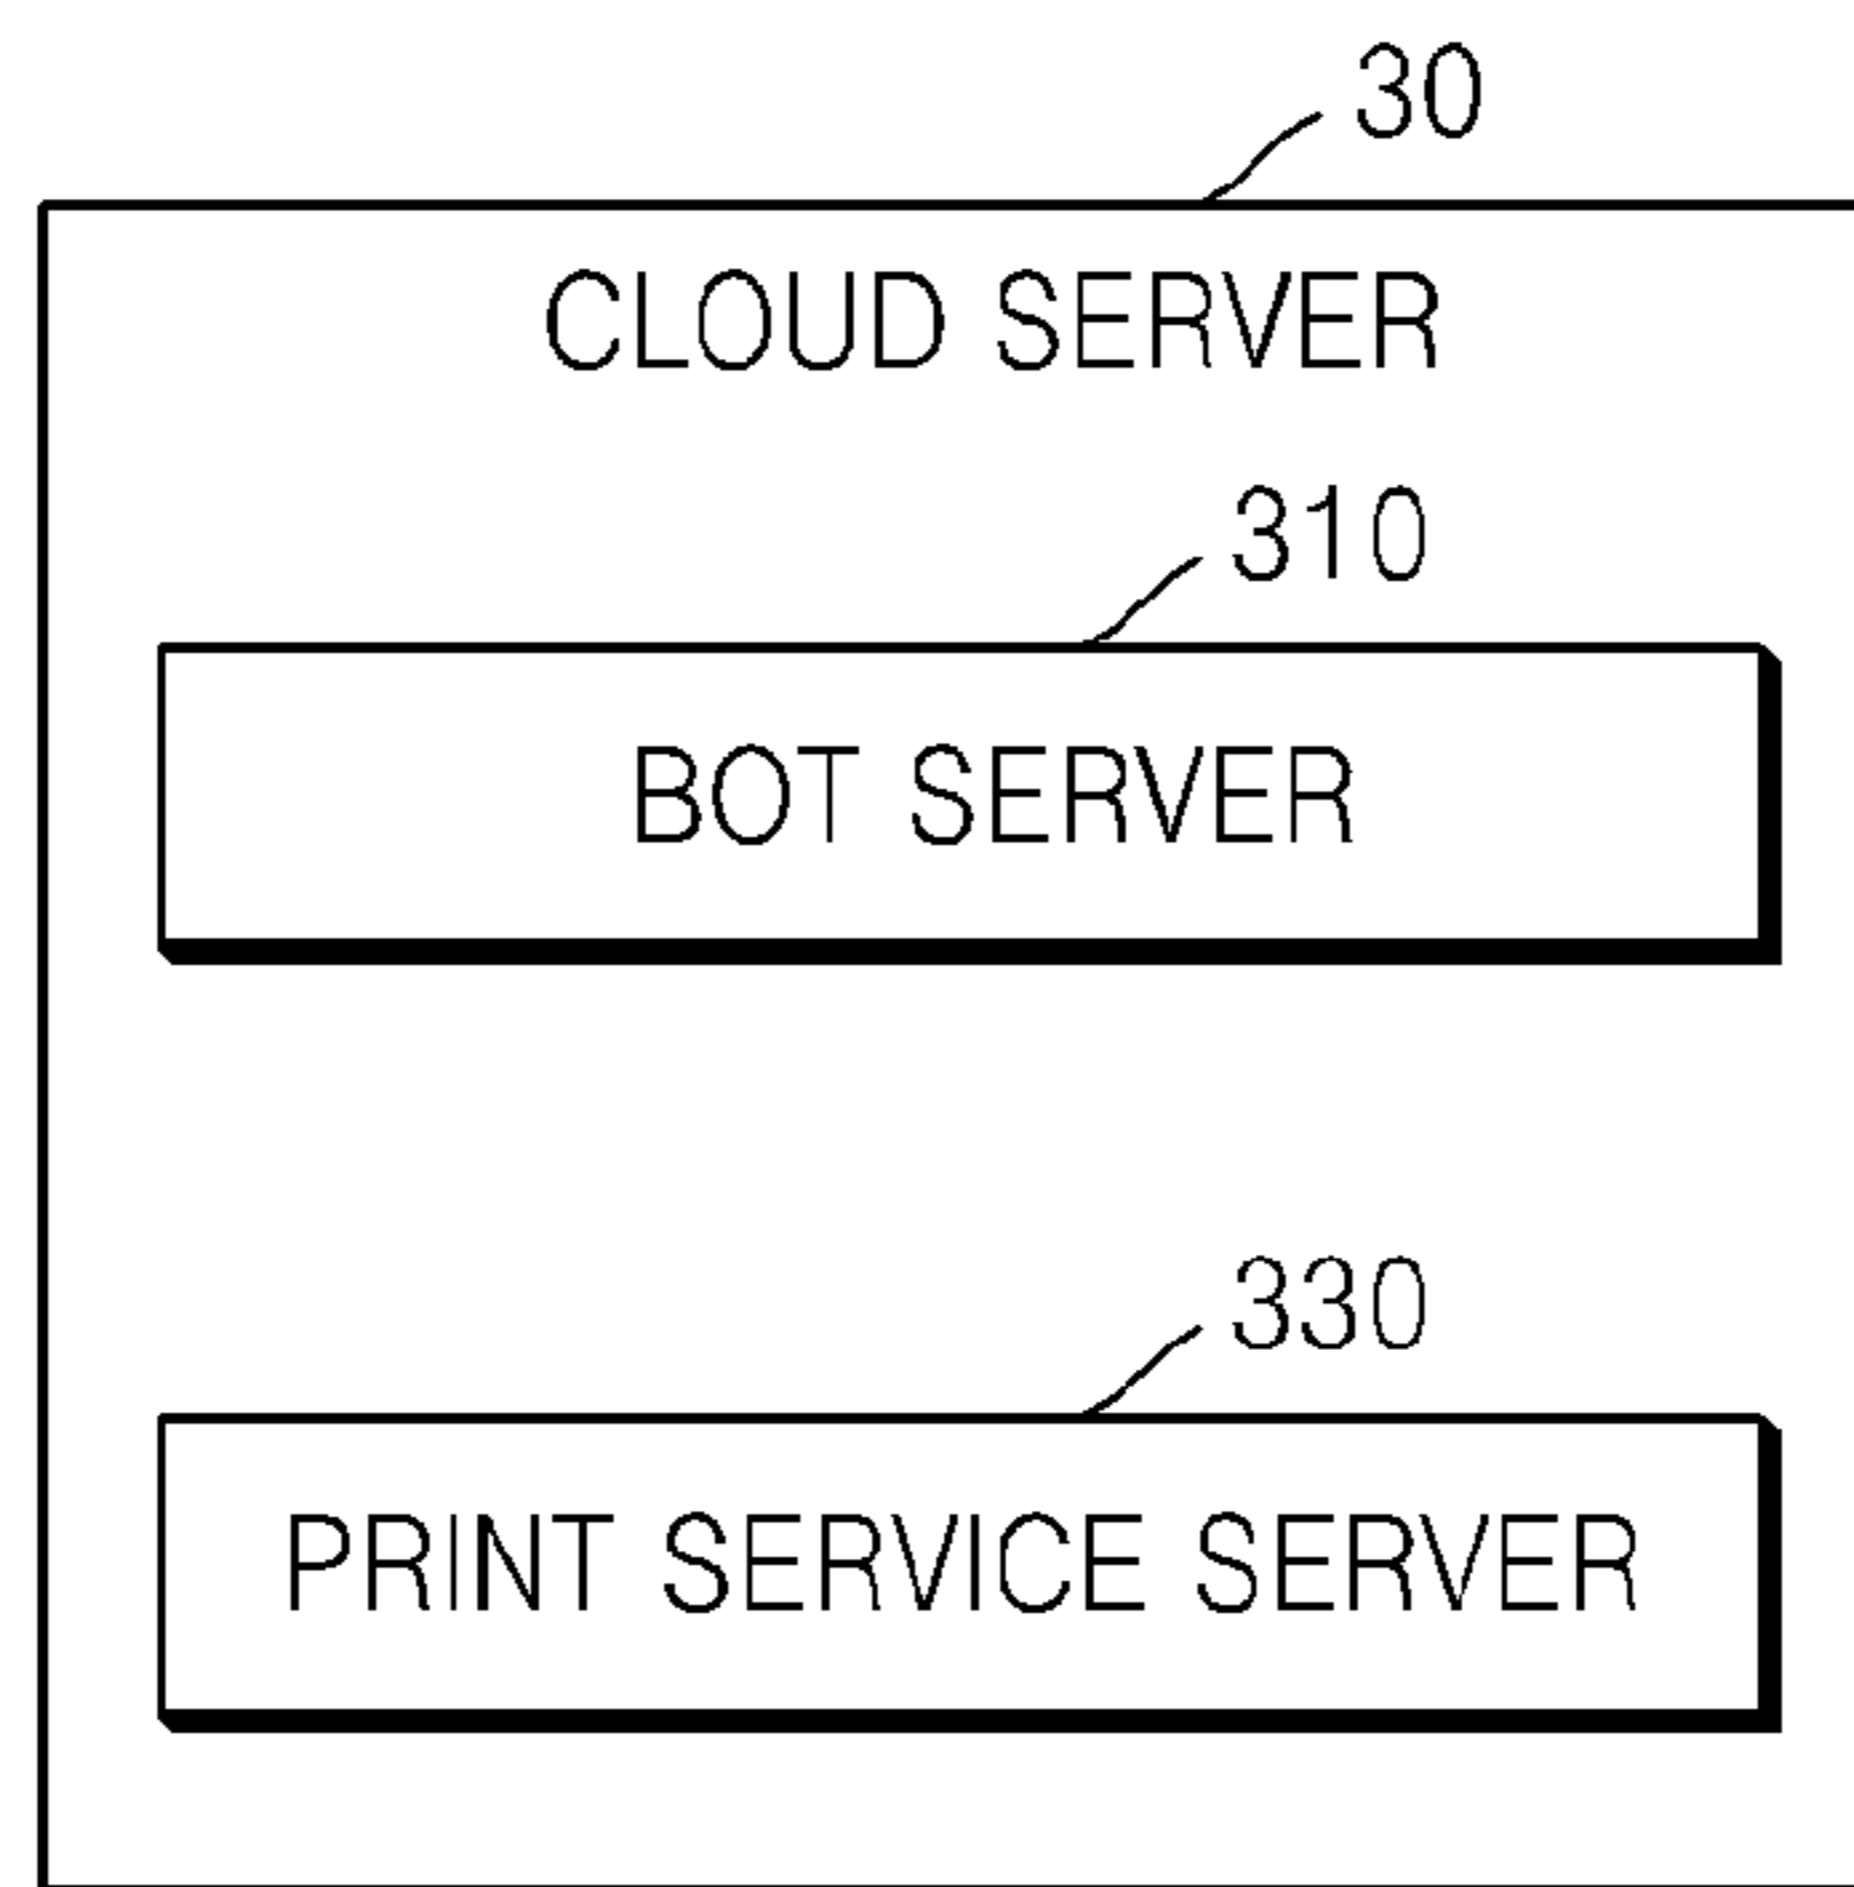 30
CLOUD SERVER
310
BOT SERVER
330
PRINT SERVICE SERVER